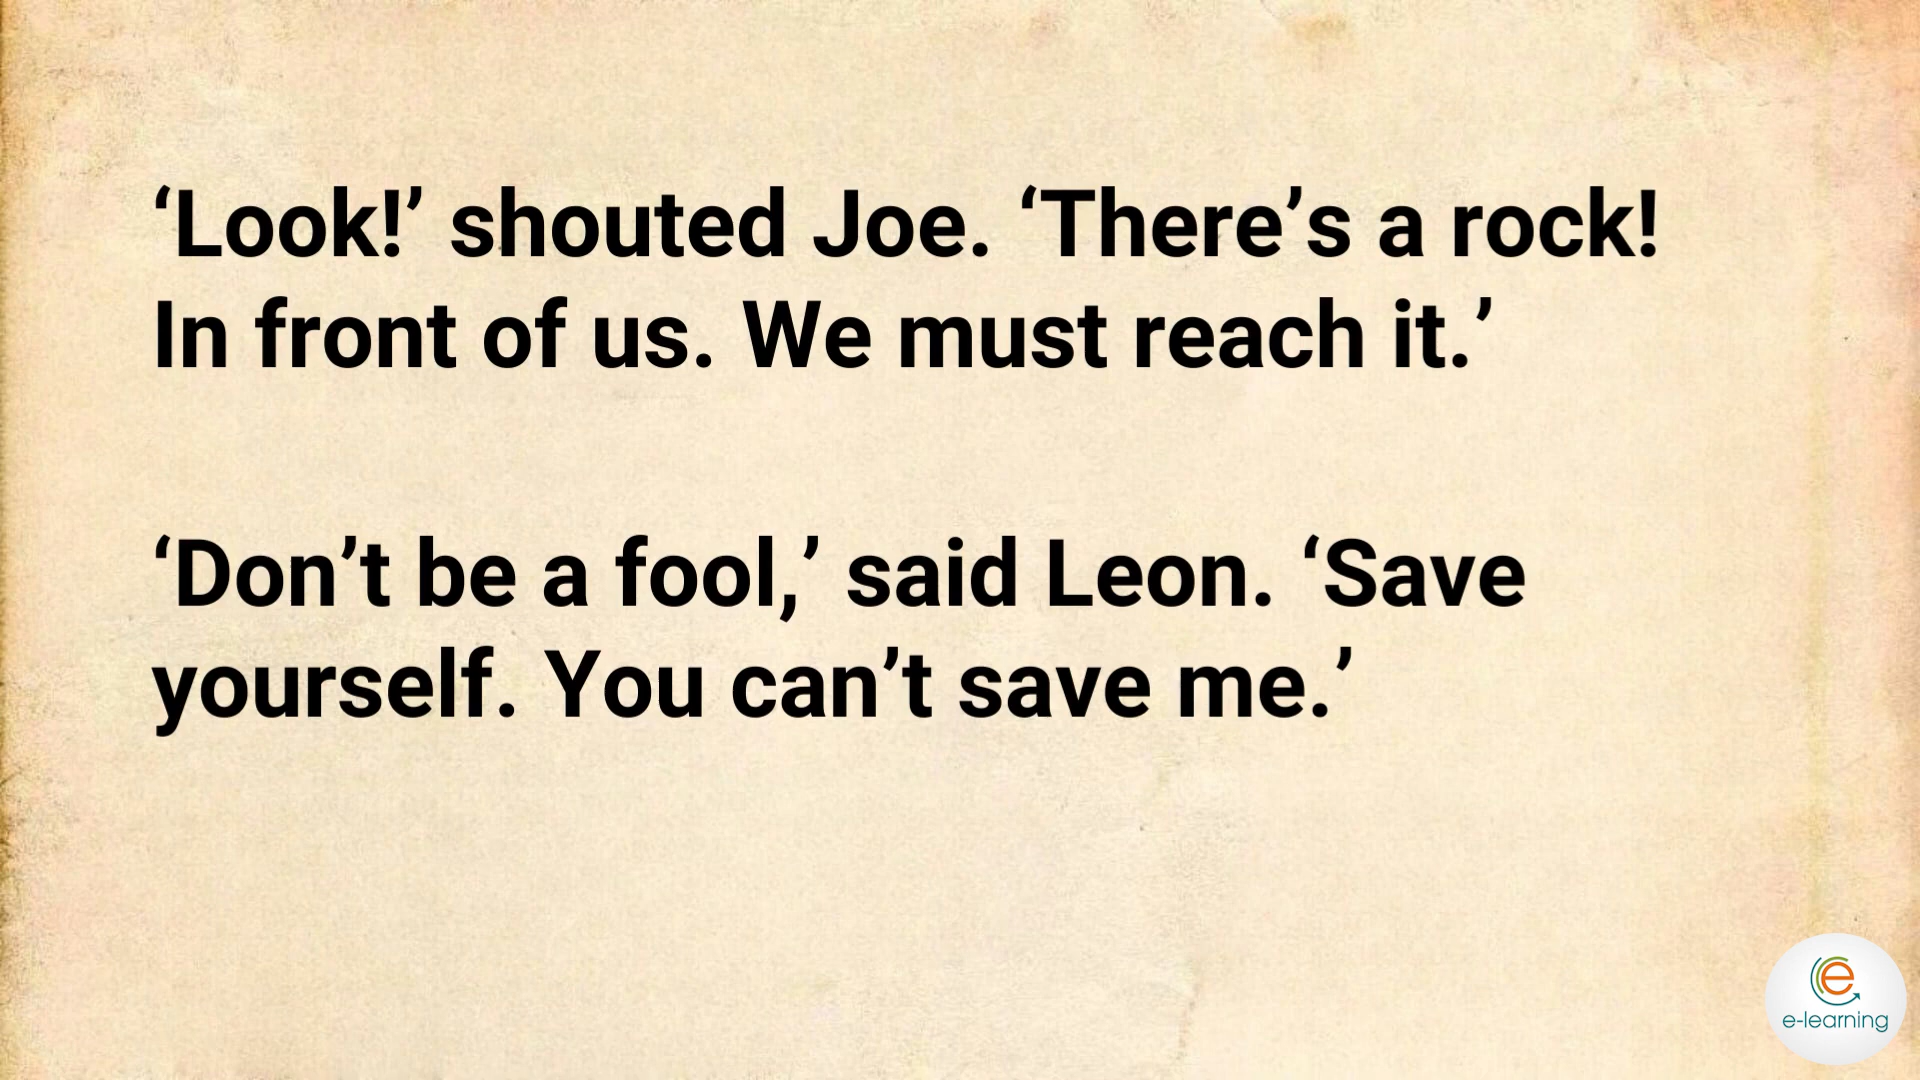 ‘Look!’ shouted Joe. ‘There’s a rock!
In front of us. We must reach it.’
‘Don’t be a fool,’ said Leon. ‘Save
yourself. You can’t save me.’
e
e-learning